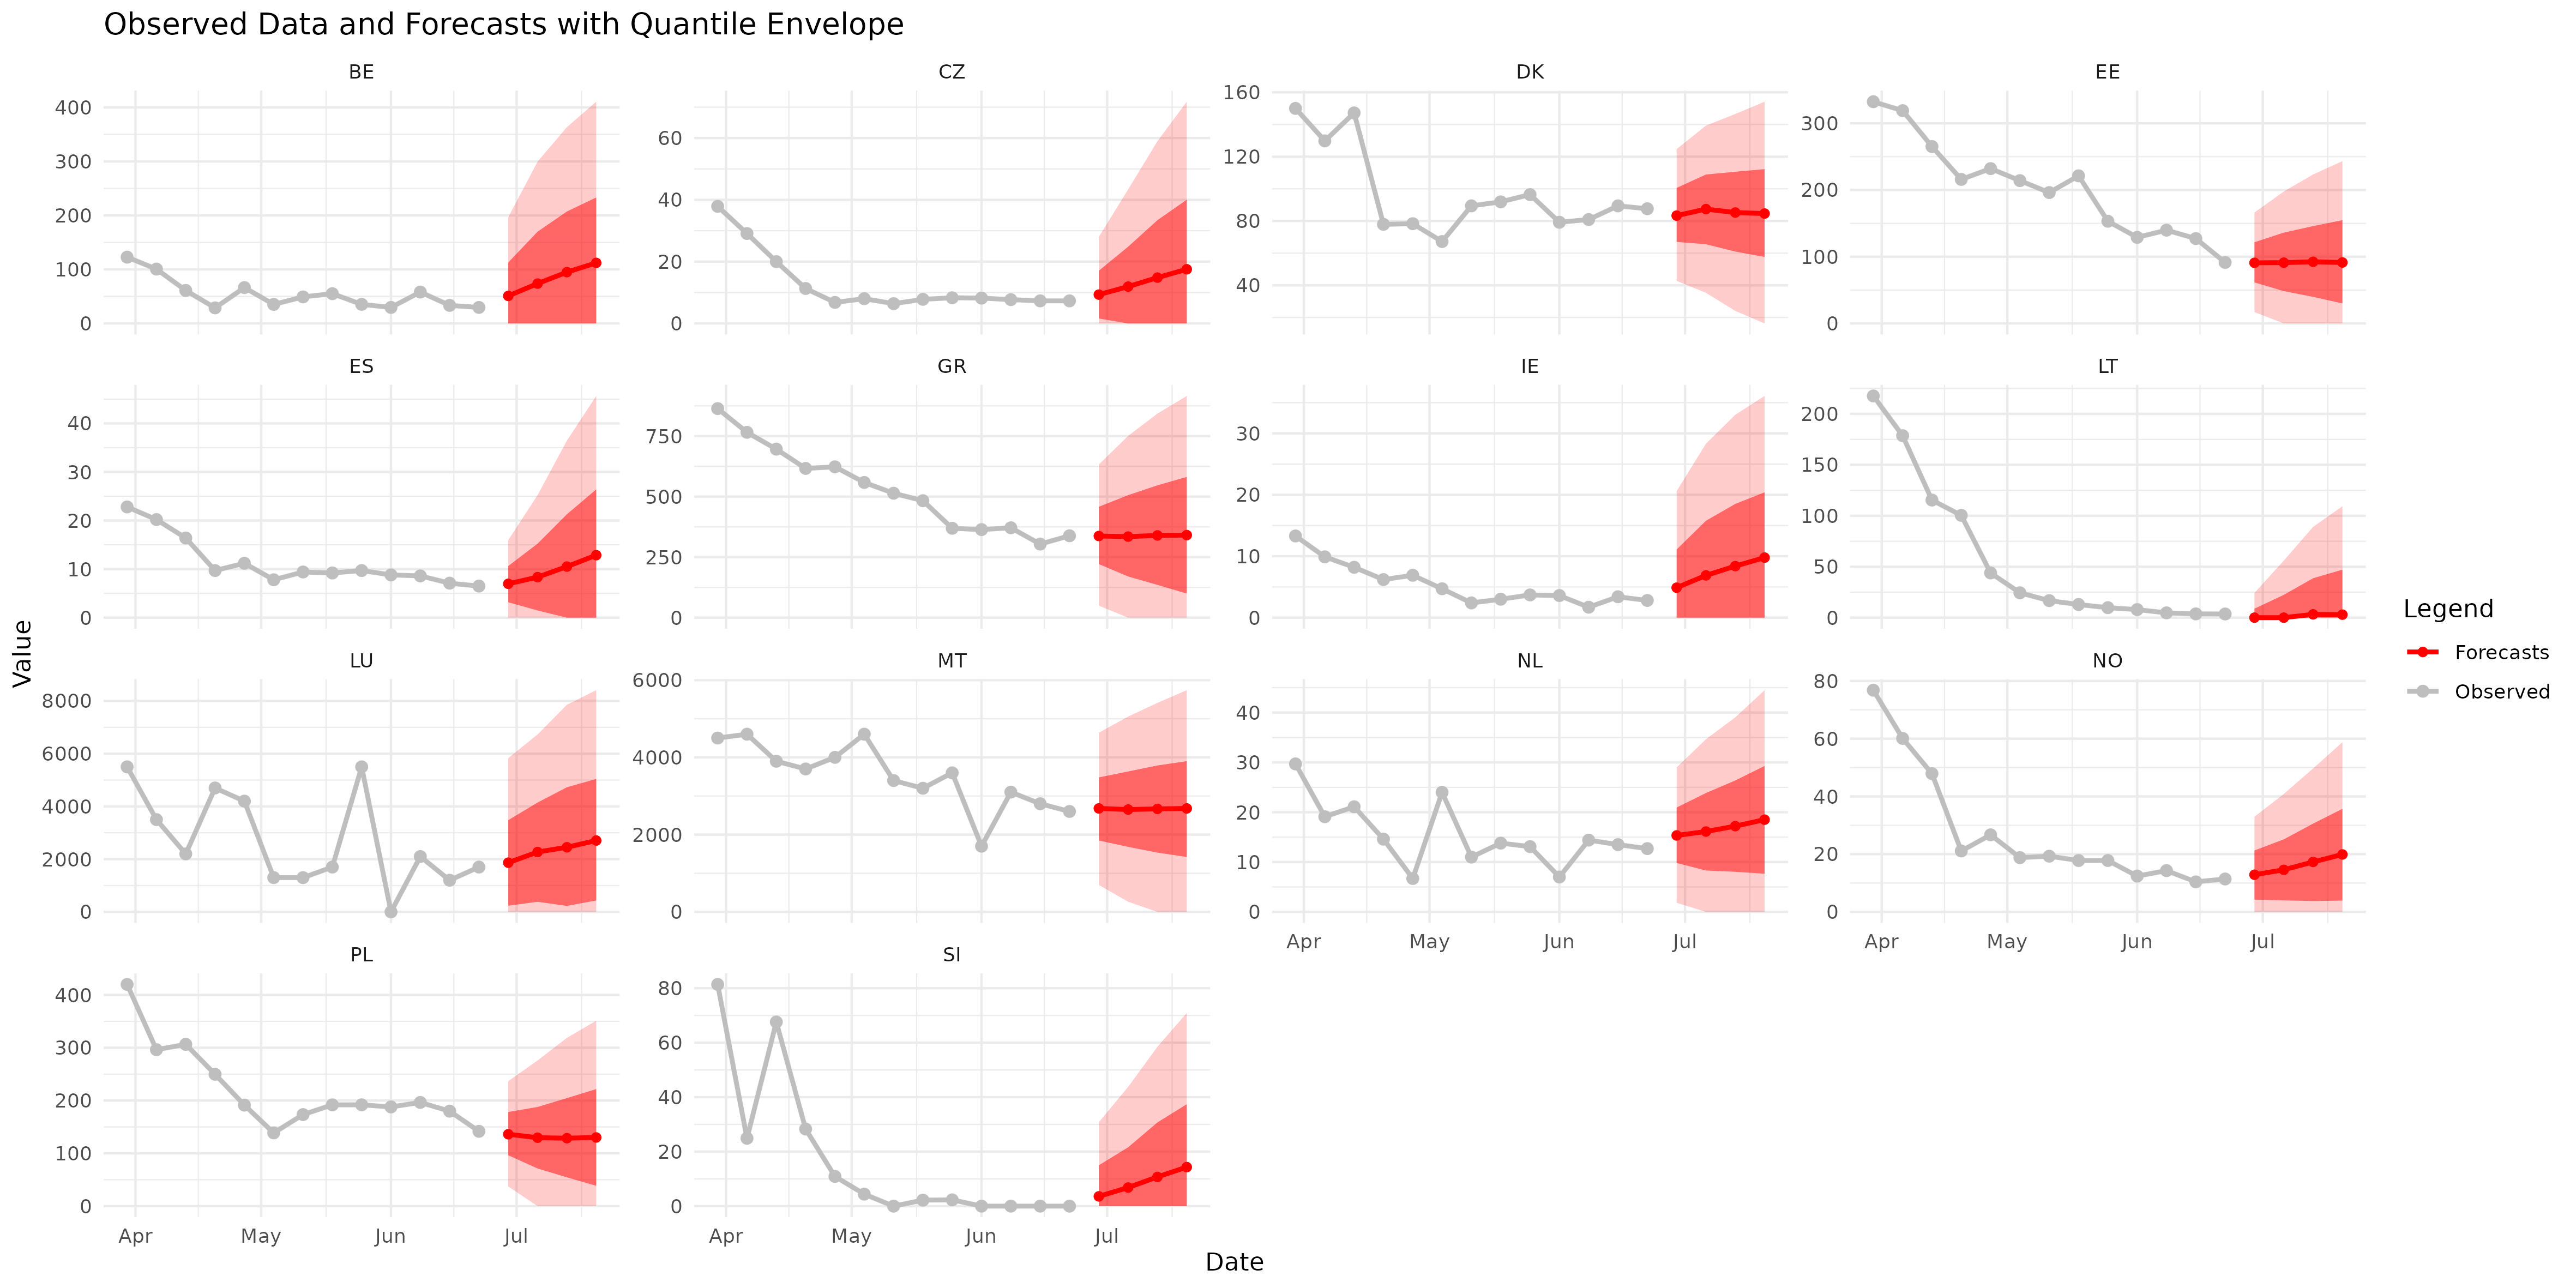 Observed Data and Forecasts with Quantile Envelope
BE
CZ
DK
EE
400
300
200
100
0
60
40
20
0
160
120
80
40
300
200
100
0
ES
GR
IE
LT
40
30
20
10
0
750
500
250
0
30
20
10
0
200
150
100
50
0
Value
LU
MT
NL
NO
8000
6000
4000
2000
0
6000
4000
2000
0
40
30
20
10
0
80
60
40
20
0
Apr May Jun Jul
Apr May Jun Jul
PL
SI
400
300
200
100
0
80
60
40
20
0
Apr May Jun Jul
Apr May Jun Jul
Date
Legend
Forecasts
Observed